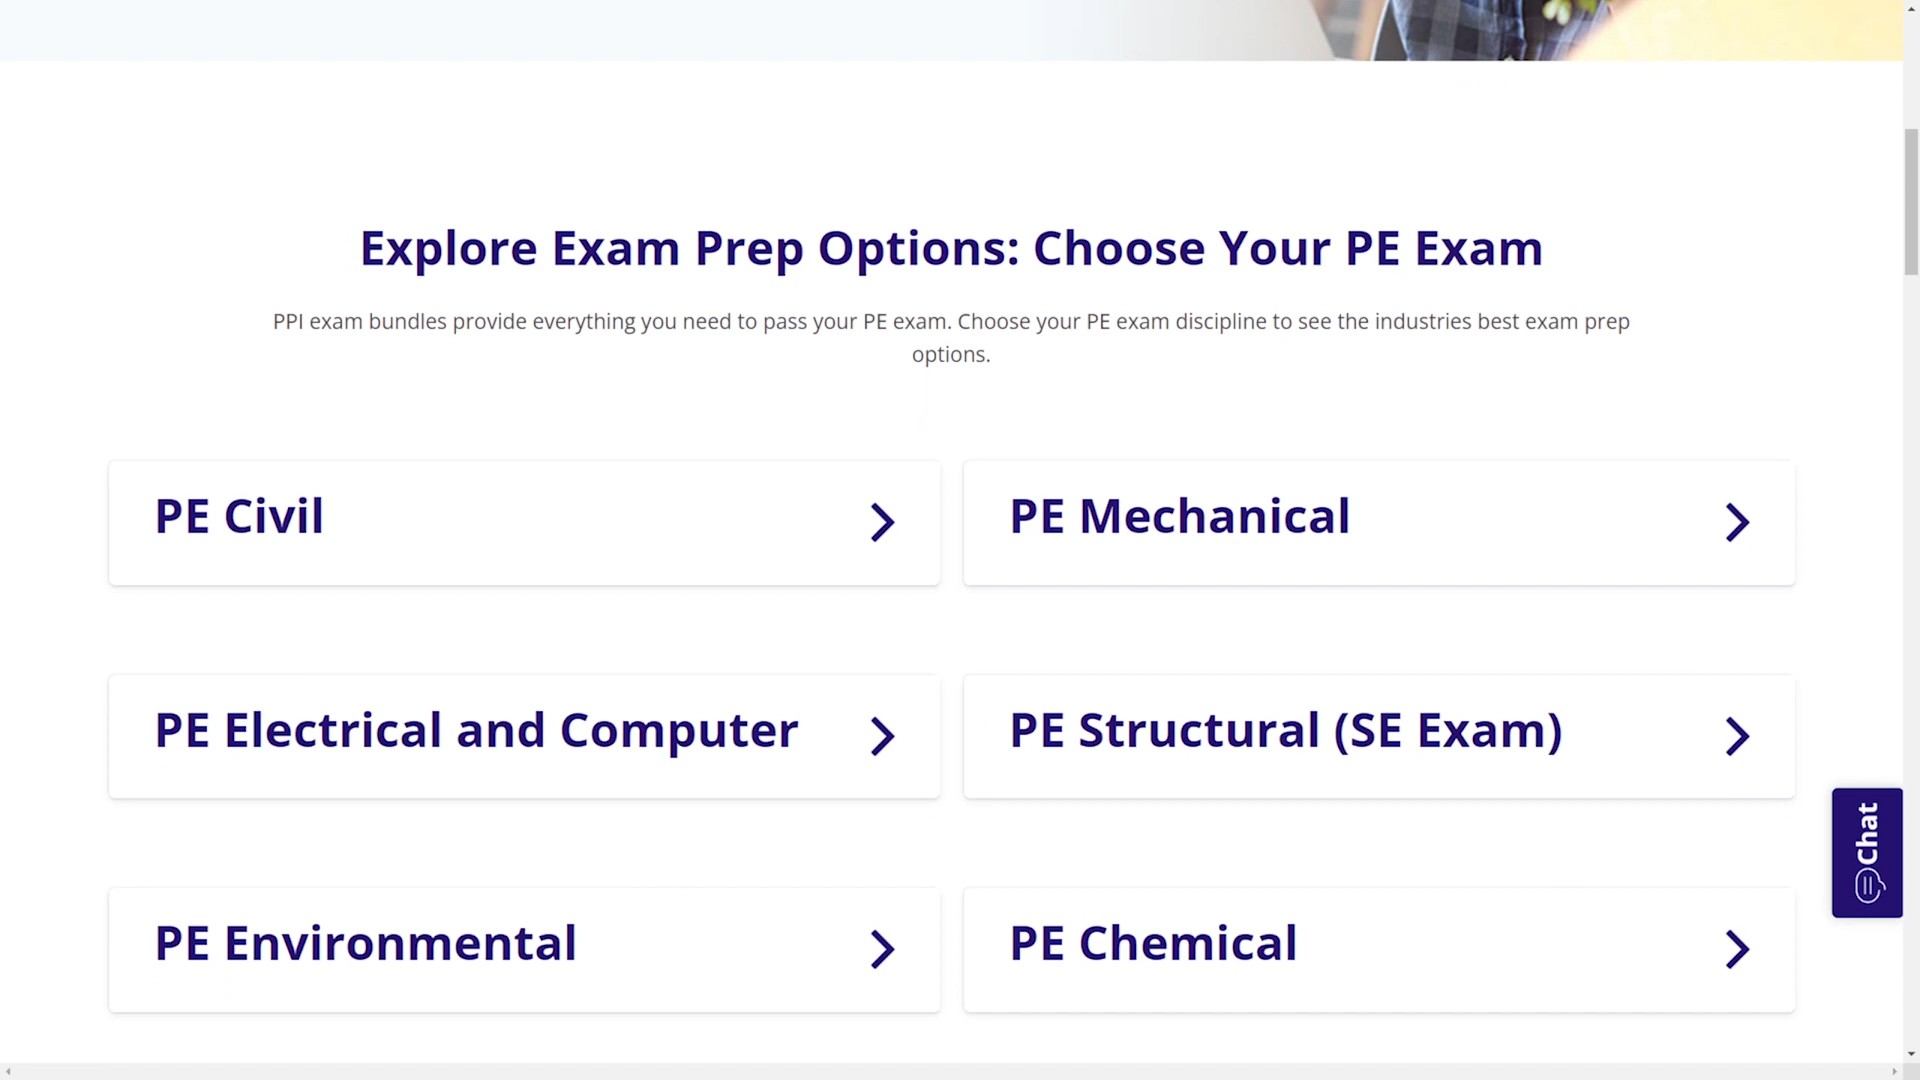 Explore Exam Prep Options: Choose Your PE Exam
PPI exam bundles provide everything you need to pass your PE exam. Choose your PE exam discipline to see the industries best exam prep
options.
PE Civil
PE Mechanical
PE Electrical and Computer
PE Structural (SE Exam)
PE Environmental
PE Chemical
Chat